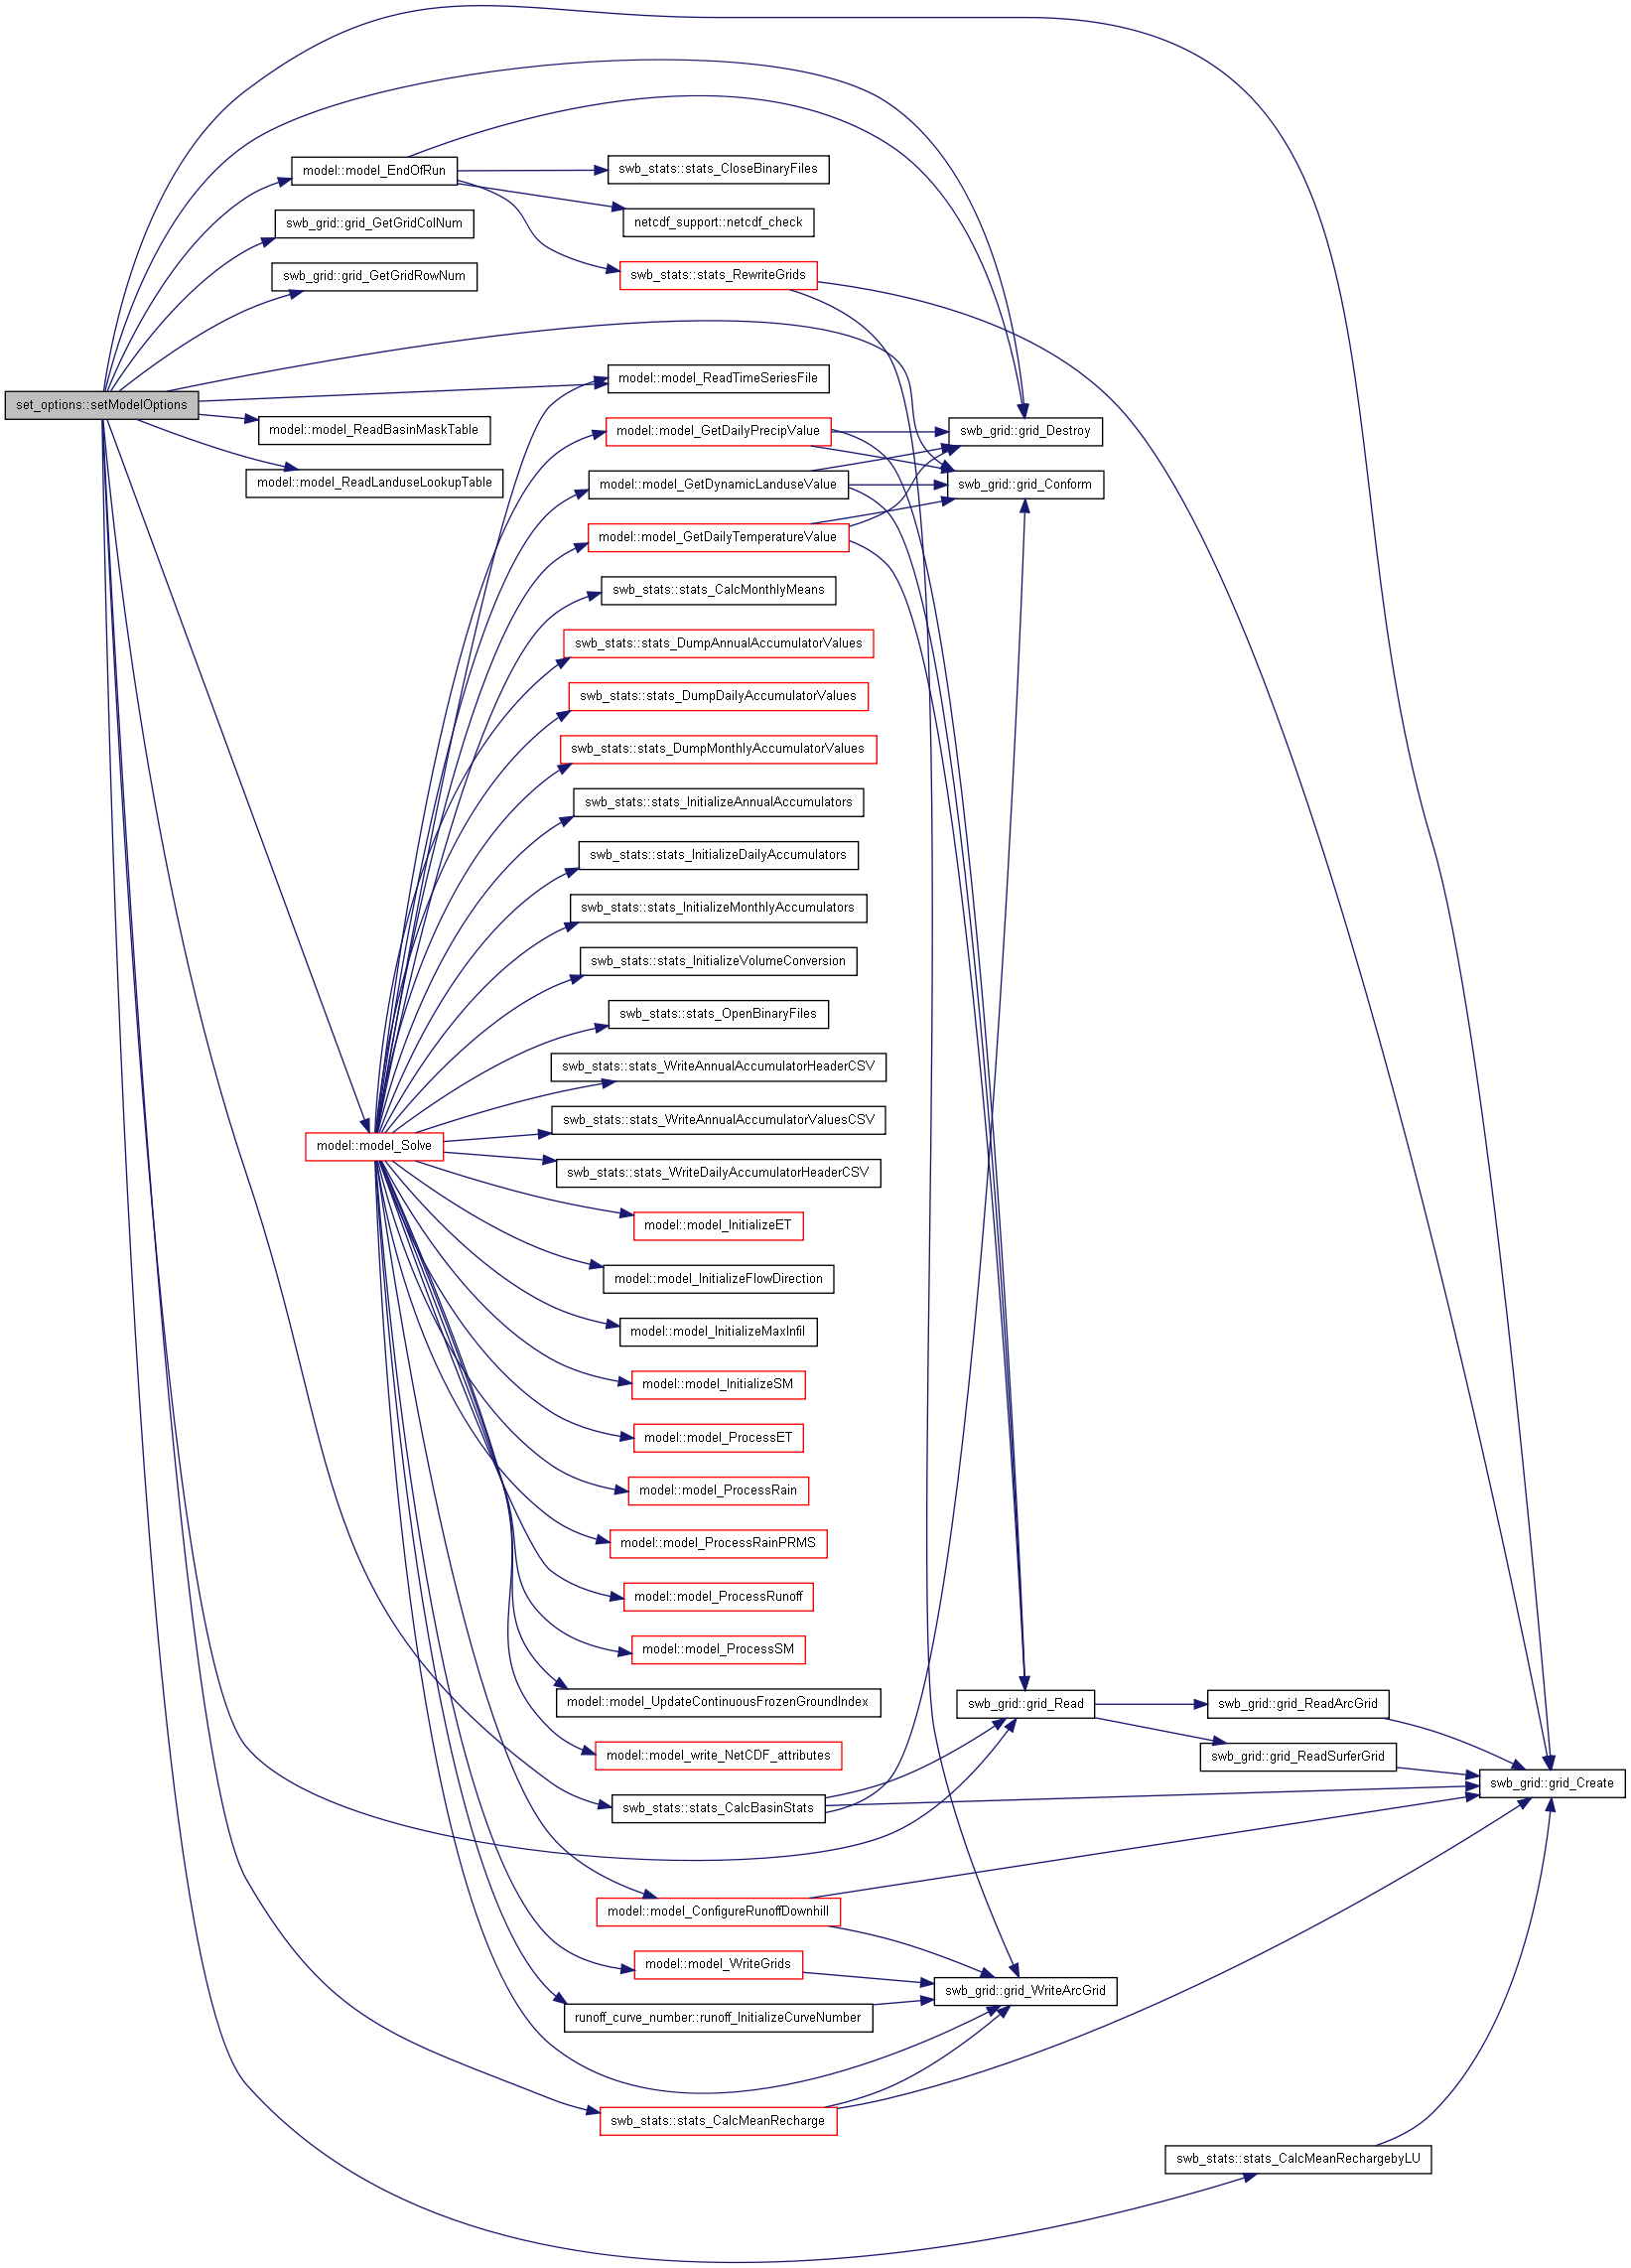 model::model_EndOfRun
swb_stats::stats_CloseBinaryFiles
swb_grid::grid_GetGridColNum
netcdf_support::netcdf_check
swb_grid::grid_GetGridRowNum
swb_stats::stats_RewriteGrids
set_options::setModelOptions
model::model_ReadTimeSeriesFile
model::model_ReadBasinMaskTable
model::model_GetDailyPrecipValue
swb_grid::grid_Destroy
model::model_ReadLanduseLookupTable
model::model_GetDynamicLanduseValue
swb_grid::grid_Conform
model::model_GetDailyTemperatureValue
swb_stats::stats_CalcMonthlyMeans
swb_stats::stats_DumpAnnualAccumulatorValues
swb_stats::stats_DumpDailyAccumulatorValues
swb_stats::stats_DumpMonthlyAccumulatorValues
swb_stats::stats_InitializeAnnualAccumulators
swb_stats::stats_InitializeDailyAccumulators
swb_stats::stats_InitializeMonthlyAccumulators
swb_stats::stats_InitializeVolumeConversion
swb_stats::stats_OpenBinaryFiles
swb_stats::stats_WriteAnnualAccumulatorHeaderCSV
swb_stats::stats_WriteAnnualAccumulatorValuesCSV
model::model_Solve
swb_stats::stats_WriteDailyAccumulatorHeaderCSV
model::model_InitializeET
model::model_InitializeFlowDirection
model::model_InitializeMaxInfil
model::model_InitializeSM
model::model_ProcessET
model::model_ProcessRain
model::model_ProcessRainPRMS
model::model_ProcessRunoff
model::model_ProcessSM
model::model_UpdateContinuousFrozenGroundIndex
swb_grid::grid_Read
swb_grid::grid_ReadArcGrid
model::model_write_NetCDF_attributes
swb_grid::grid_ReadSurferGrid
swb_grid::grid_Create
swb_stats::stats_CalcBasinStats
model::model_ConfigureRunoffDownhill
model::model_WriteGrids
swb_grid::grid_WriteArcGrid
runoff_curve_number::runoff_InitializeCurveNumber
swb_stats::stats_CalcMeanRecharge
swb_stats::stats_CalcMeanRechargebyLU